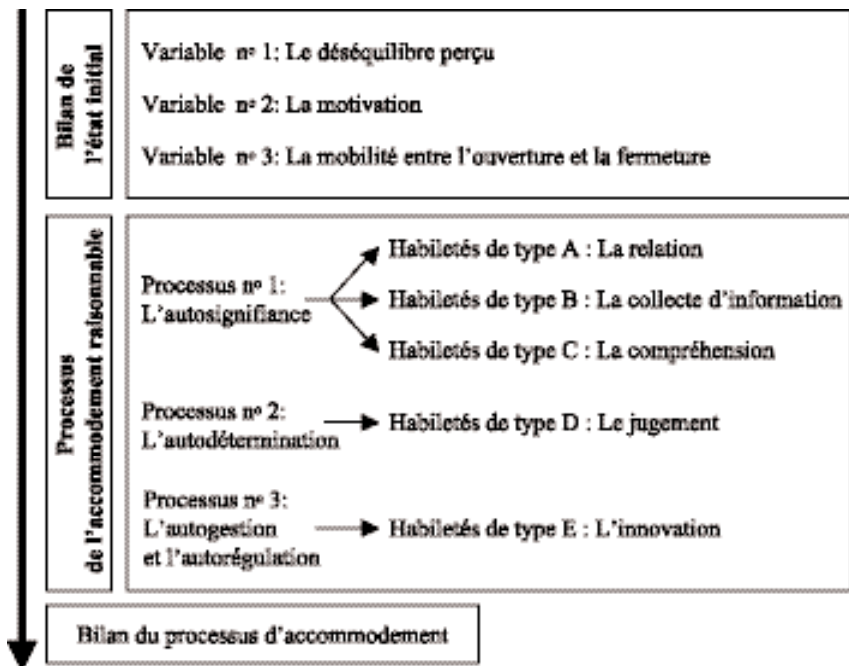 Bilan de
l'état initial
Variable nº 1: Le déséquilibre perçu
Variable nº 2: La motivation
Variable nº 3: La mobilité entre l'ouverture et la fermeture
Processus
de l'accommodement raisonnable
Processus nº 1:
L'autosignifiance
Habiletés de type A : La relation
Habiletés de type B : La collecte d'information
Habiletés de type C : La compréhension
Processus nº 2:
L'autodétermination
Habiletés de type D : Le jugement
Processus nº 3:
L'autogestion
et l'autorégulation
Habiletés de type E : L'innovation
Bilan du processus d'accommodement